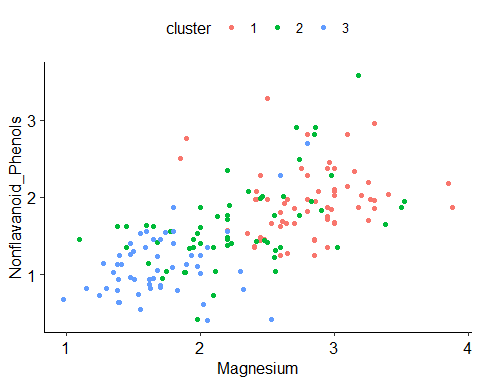 cluster 1 2 3
Nonflavanoid_Phenols
3
2
1
1 2 3 4
Magnesium